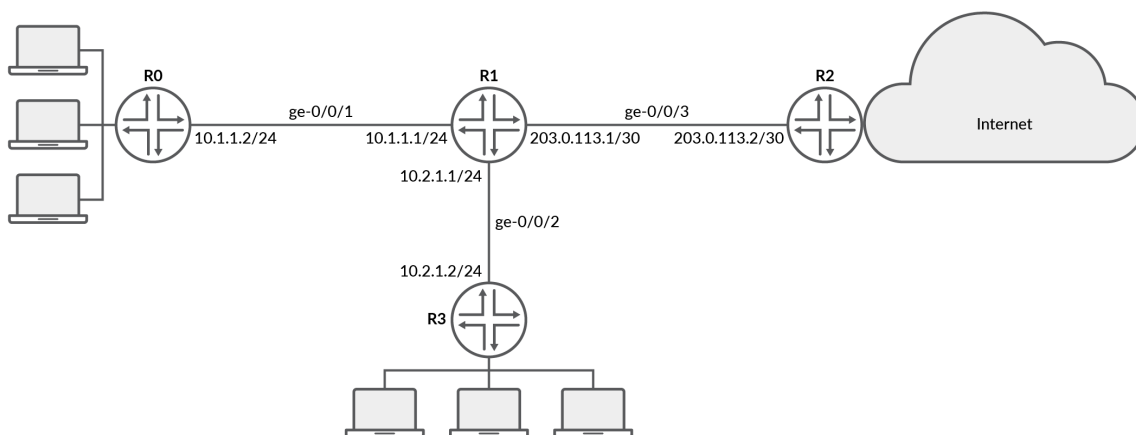 R0
R1
R2
ge-0/0/1
ge-0/0/3
10.1.1.2/24
10.1.1.1/24
203.0.113.1/30
203.0.113.2/30
Internet
10.2.1.1/24
ge-0/0/2
10.2.1.2/24
R3